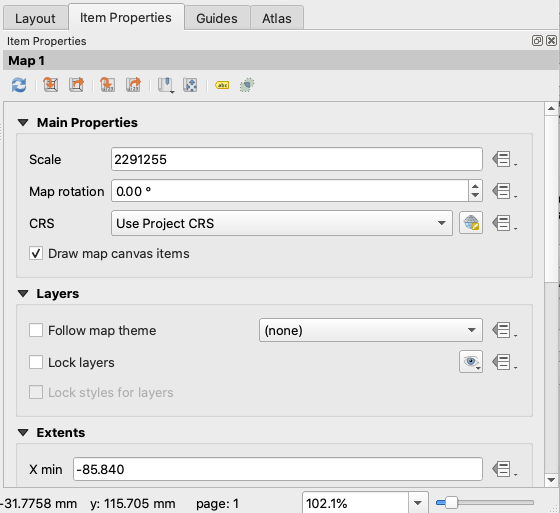 Layout Item Properties Guides Atlas
Item Properties
Map 1
abc
Main Properties
Scale 2291255
Map rotation 0.00 °
CRS Use Project CRS
Draw map canvas items
Layers
Follow map theme (none)
Lock layers
Lock styles for layers
Extents
X min -85.840
-31.7758 mm y: 115.705 mm page: 1 102.1%